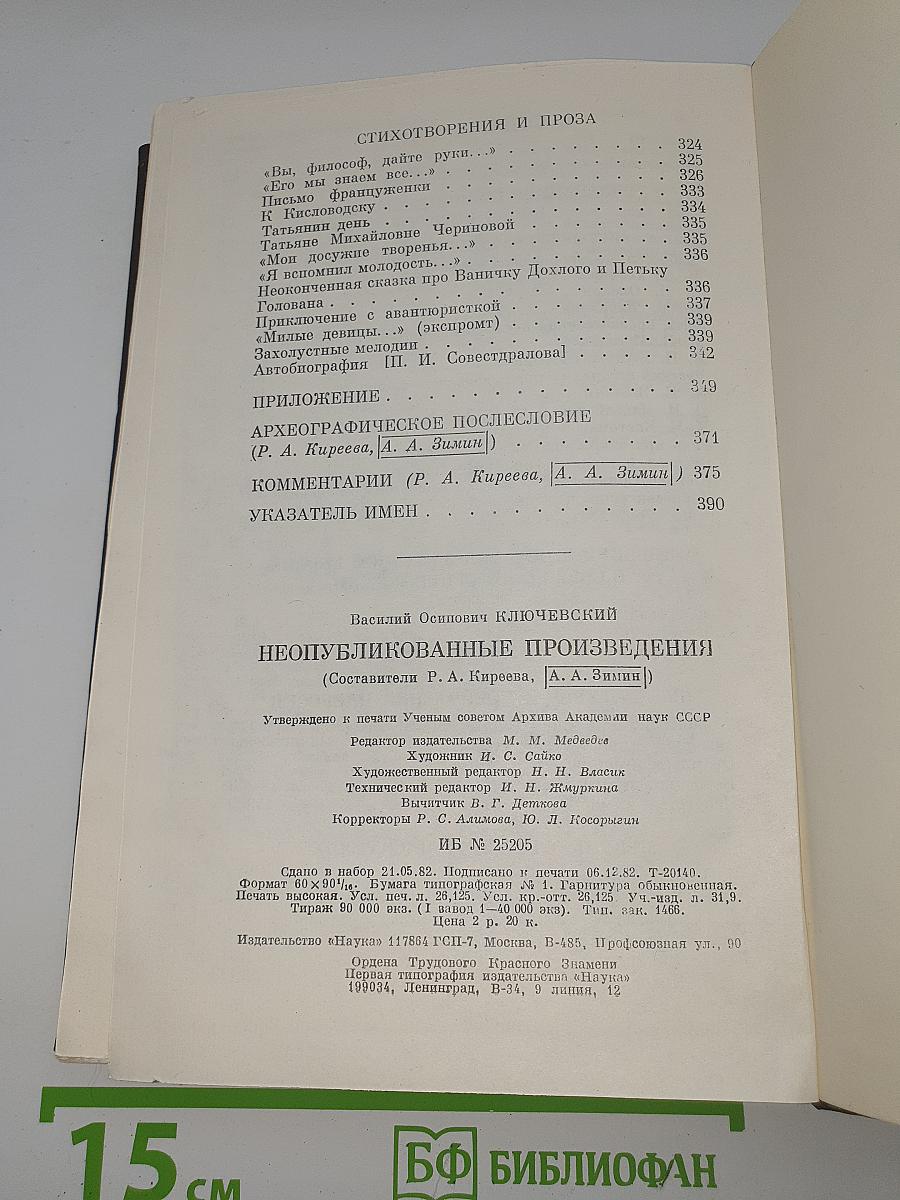 СТИХОТВОРЕНИЯ И ПРОЗА
«Вы, философ, дайте руки...» . . . . . . . . 324
«Его мы знаем все...» . . . . . . . . . . . 325
Письмо француженки . . . . . . . . . . . 326
К Кисловодску . . . . . . . . . . . . . . 333
Татьянин день . . . . . . . . . . . . . . 334
Татьяне Михайловне Чериновой . . . . . . . 335
«Мои досужие творенья...» . . . . . . . . . 335
«Я вспомнил молодость...» . . . . . . . . . 336
Неоконченная сказка про Ваничку Дохлого и Петьку
Голована . . . . . . . . . . . . . . . . 336
Приключение с авантюристкой . . . . . . . 337
«Милые девицы...» (экспромт) . . . . . . . 339
Захолустные мелодии . . . . . . . . . . . 339
Автобиография [П. И. Совестдралова] . . . . . 342
ПРИЛОЖЕНИЕ . . . . . . . . . . . . . . 349
АРХЕОГРАФИЧЕСКОЕ ПОСЛЕСЛОВИЕ
(Р. А. Киреева, А. А. Зимин) . . . . . . . . 371
КОММЕНТАРИИ (Р. А. Киреева, А. А. Зимин) 375
УКАЗАТЕЛЬ ИМЕН . . . . . . . . . . . . 390
Василий Осипович КЛЮЧЕВСКИЙ
НЕОПУБЛИКОВАННЫЕ ПРОИЗВЕДЕНИЯ
(Составители Р. А. Киреева, А. А. Зимин)
Утверждено к печати Ученым советом Архива Академии наук СССР
Редактор издательства М. М. Медведев
Художник И. С. Сайко
Художественный редактор Н. Н. Власик
Технический редактор И. Н. Жмуркина
Вычитчик В. Г. Деткова
Корректоры Р. С. Алимова, Ю. Л. Косорыгин
ИБ № 25205
Сдано в набор 21.05.82. Подписано к печати 06.12.82. Т-20140.
Формат 60×90¹/₁₆. Бумага типографская № 1. Гарнитура обыкновенная.
Печать высокая. Усл. печ. л. 26,125. Усл. кр.-отт. 26,125. Уч.-изд. л. 31,9.
Тираж 90 000 экз. (I завод 1—40 000 экз). Тип. зак. 1466.
Цена 2 р. 20 к.
Издательство «Наука» 117864 ГСП-7, Москва, В-485, Профсоюзная ул., 90
Ордена Трудового Красного Знамени
Первая типография издательства «Наука»
199034, Ленинград, В-34, 9 линия, 12
15 см
БФ БИБЛИОФАН